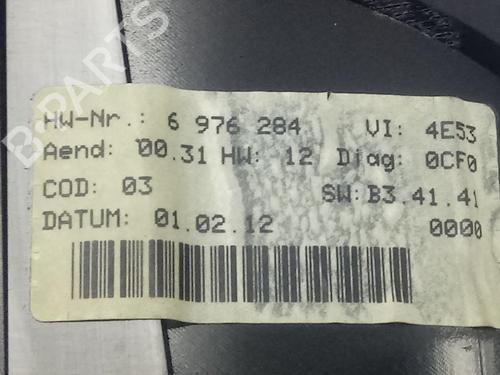 HW-Nr.: 6 976 284 VI: 4E53
Aend: 00.31 HW: 12 Diag: 0CF0
COD: 03 SW: B3.41.41
DATUM: 01.02.12 0000
B-PARTS